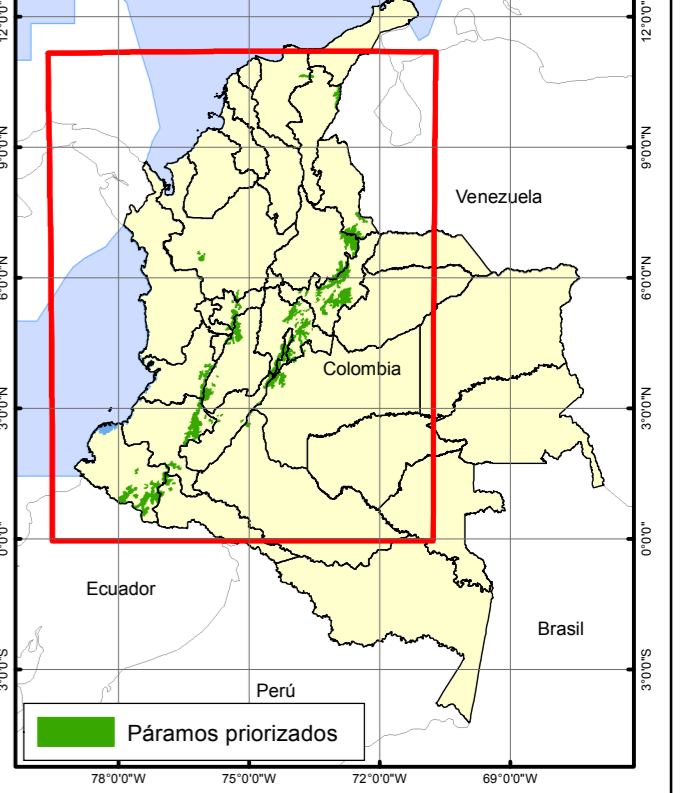 12°0'0"
12°0'0"N
9°0'0"N
9°0'0"N
Venezuela
6°0'0"N
6°0'0"N
Colombia
3°0'0"N
3°0'0"N
0°0'0"
0°0'0"
Ecuador
Brasil
3°0'0"S
3°0'0"S
Perú
Páramos priorizados
78°0'0"W
75°0'0"W
72°0'0"W
69°0'0"W